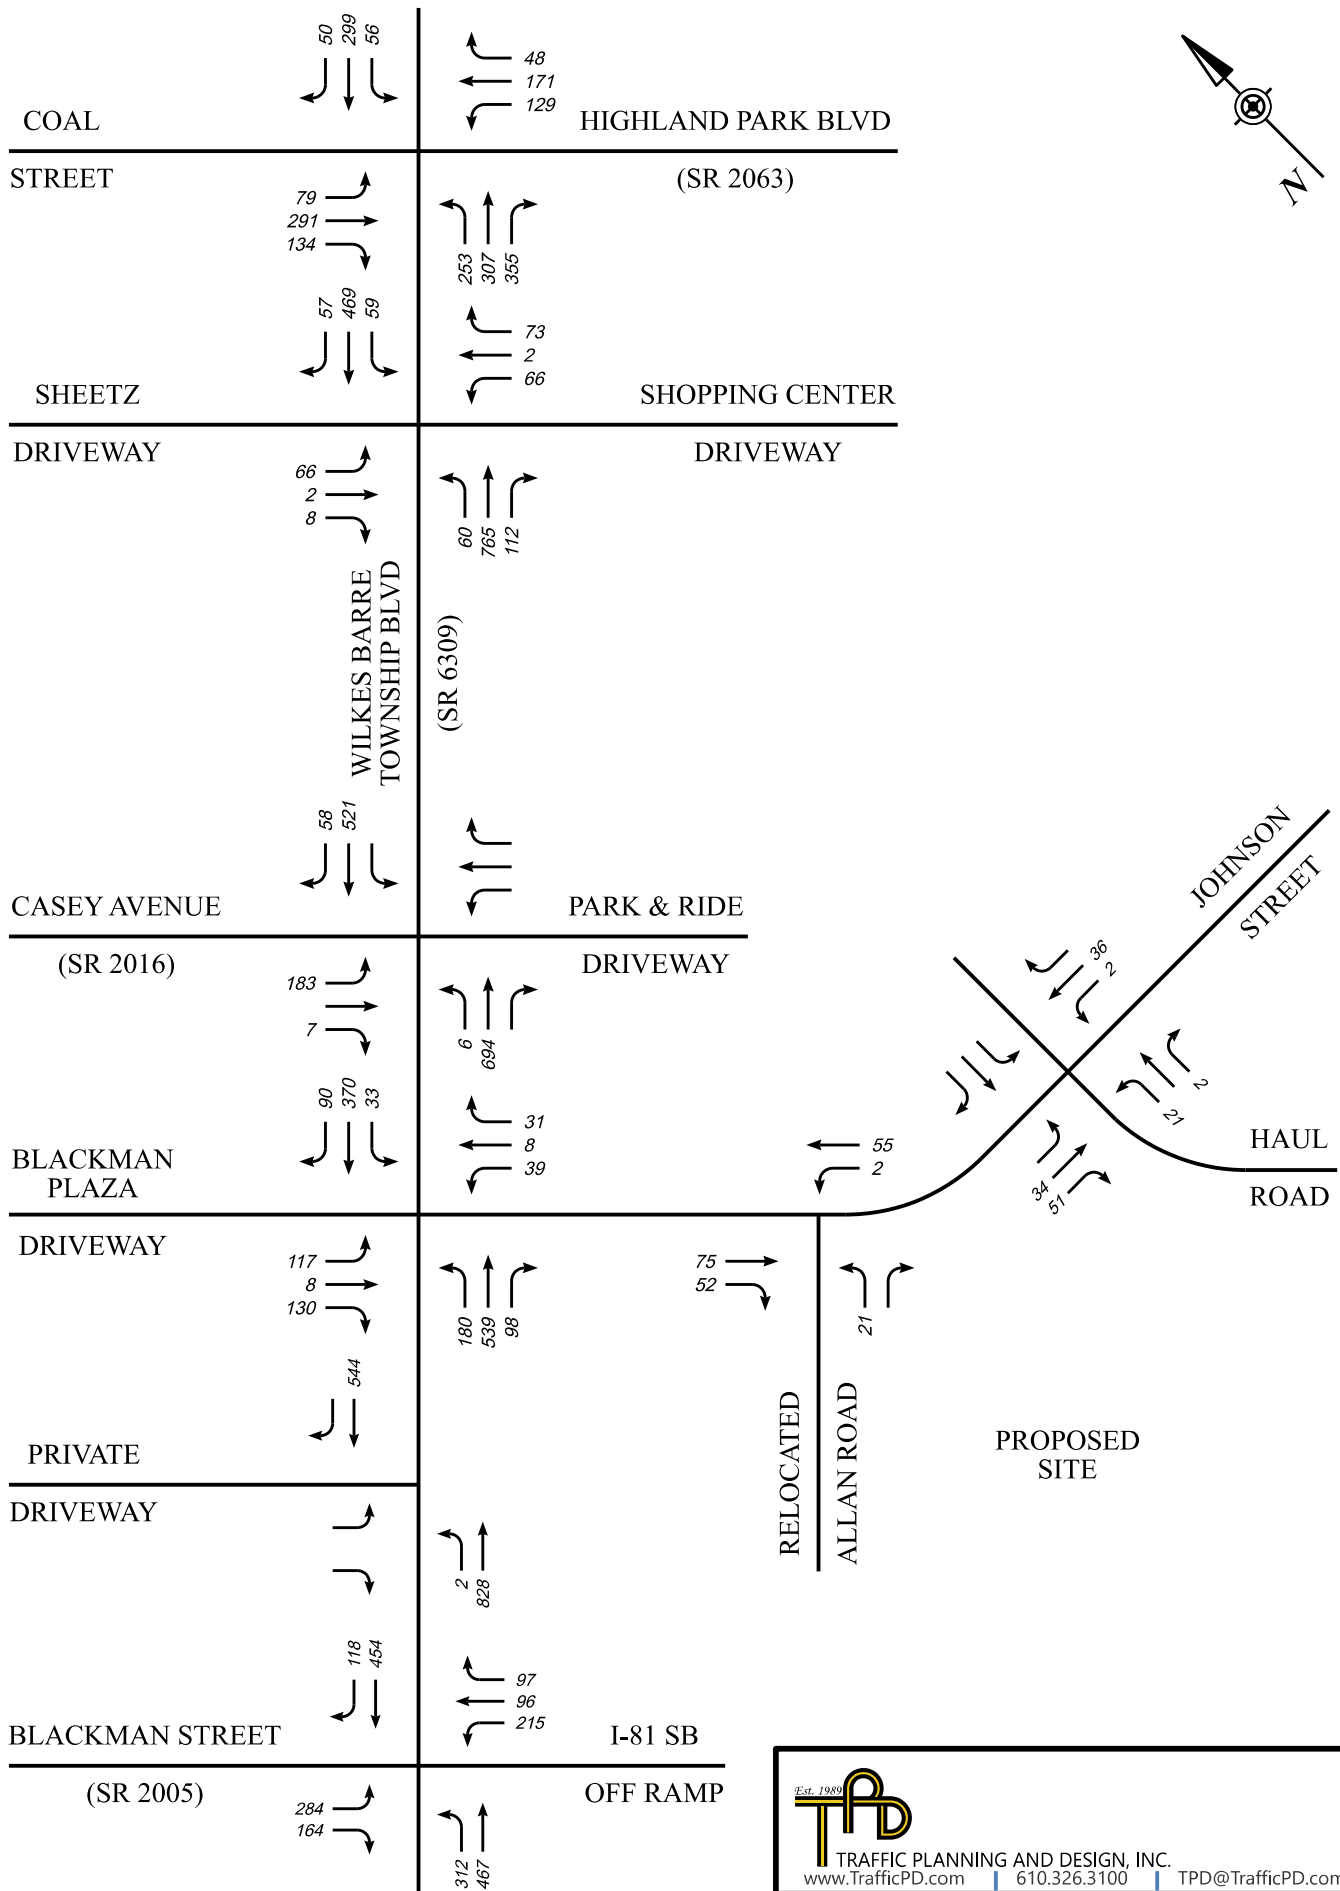 50 299 56
48
171
129
COAL
HIGHLAND PARK BLVD
STREET
(SR 2063)
79
291
134
253 307 355
57 469 59
73
2
66
SHEETZ
SHOPPING CENTER
DRIVEWAY
DRIVEWAY
66
2
8
60 765 112
WILKES BARRE
TOWNSHIP BLVD
(SR 6309)
58 521
CASEY AVENUE
PARK & RIDE
(SR 2016)
DRIVEWAY
183
7
6 694
JOHNSON
STREET
36
2
2
21
34
51
HAUL
ROAD
90 370 33
31
8
39
55
2
BLACKMAN
PLAZA
DRIVEWAY
117
8
130
180 539 98
75
52
21
544
PRIVATE
DRIVEWAY
RELOCATED
ALLAN ROAD
PROPOSED
SITE
2 828
118 454
97
96
215
BLACKMAN STREET
I-81 SB
(SR 2005)
OFF RAMP
284
164
312 467
N
Est. 1989
TPD
TRAFFIC PLANNING AND DESIGN, INC.
www.TrafficPD.com | 610.326.3100 | TPD@TrafficPD.com